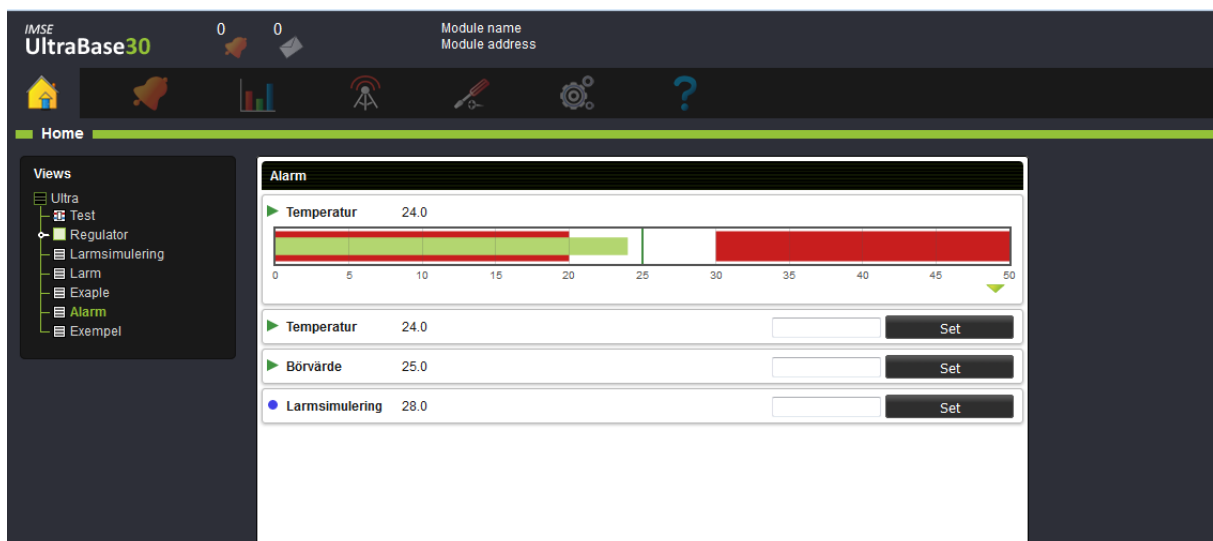 IMSE
UltraBase30
0 0
Module name
Module address
?
Home
Views
Ultra
Test
Regulator
Larmsimulering
Larm
Exaple
Alarm
Exempel
Alarm
Temperatur 24.0
0 5 10 15 20 25 30 35 40 45 50
Temperatur 24.0 Set
Börvärde 25.0 Set
Larmsimulering 28.0 Set